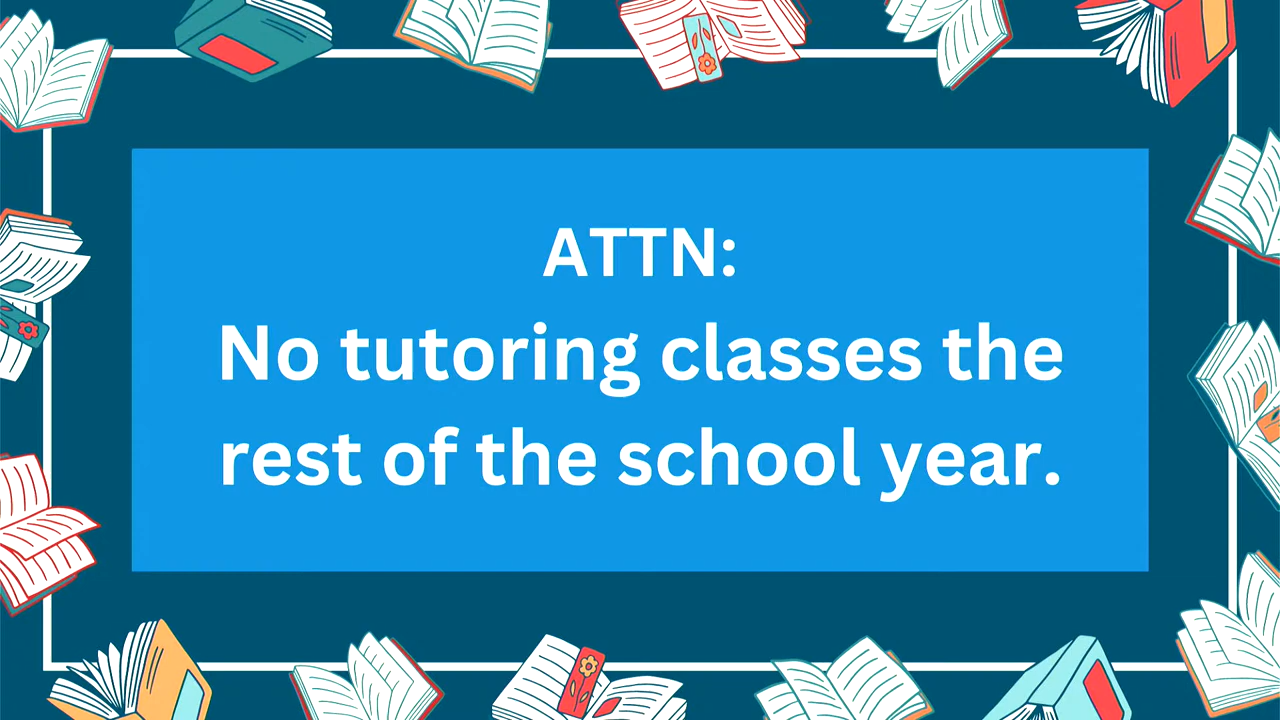 ATTN:
No tutoring classes the
rest of the school year.